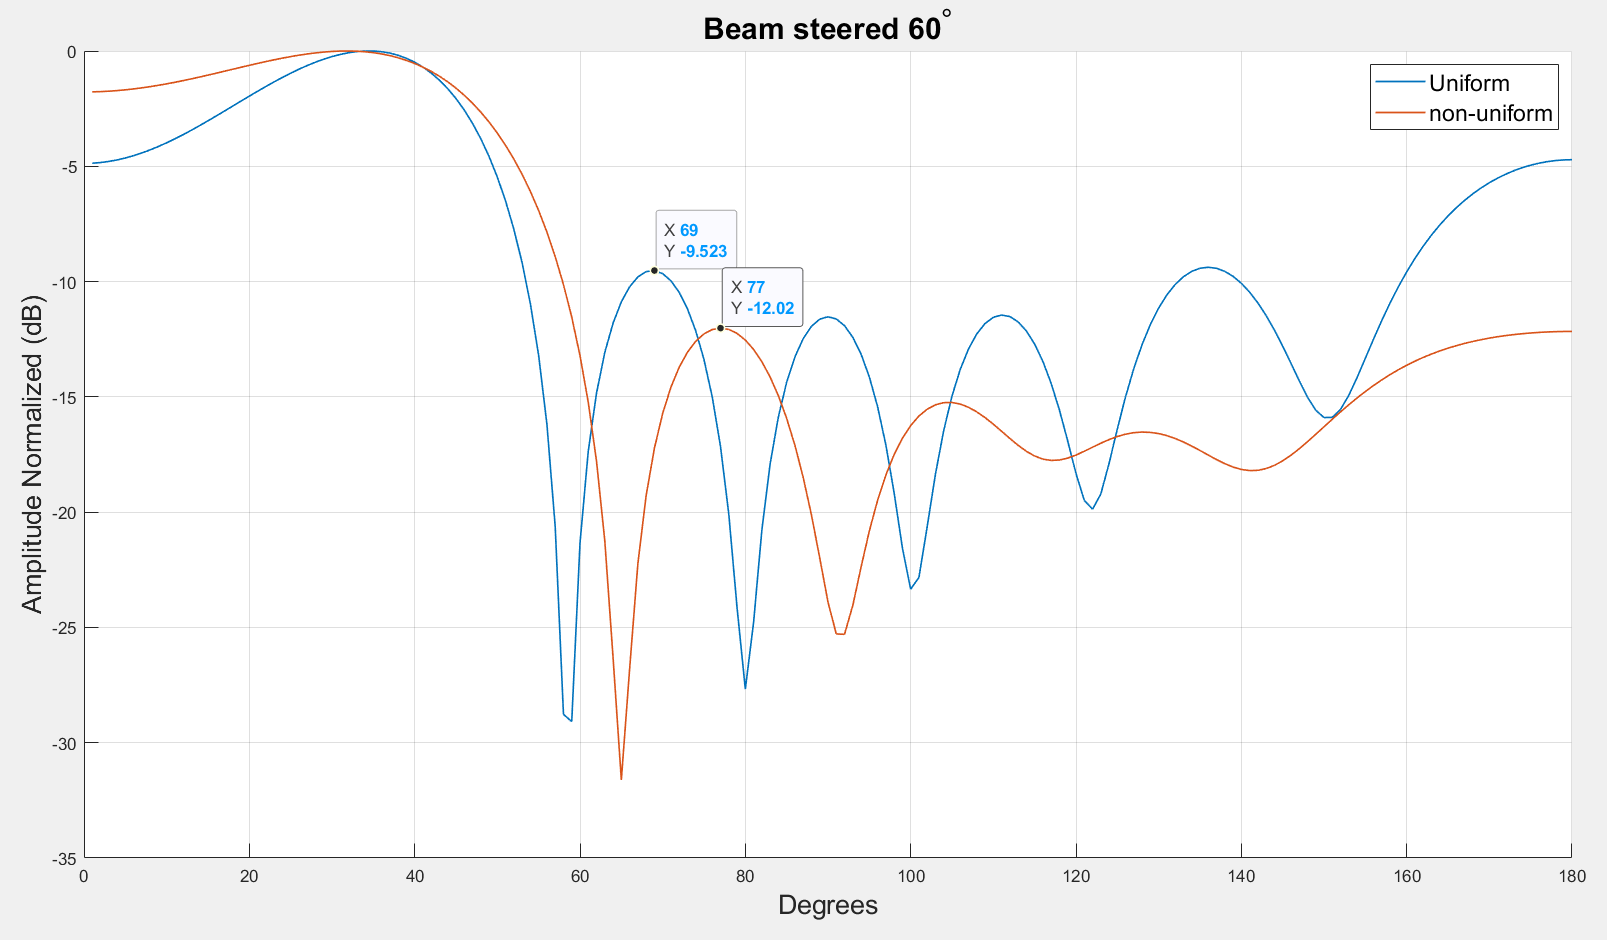 Beam steered 60°
Uniform
non-uniform
X 69
Y -9.523
X 77
Y -12.02
0
-5
-10
-15
-20
-25
-30
-35
Amplitude Normalized (dB)
0 20 40 60 80 100 120 140 160 180
Degrees